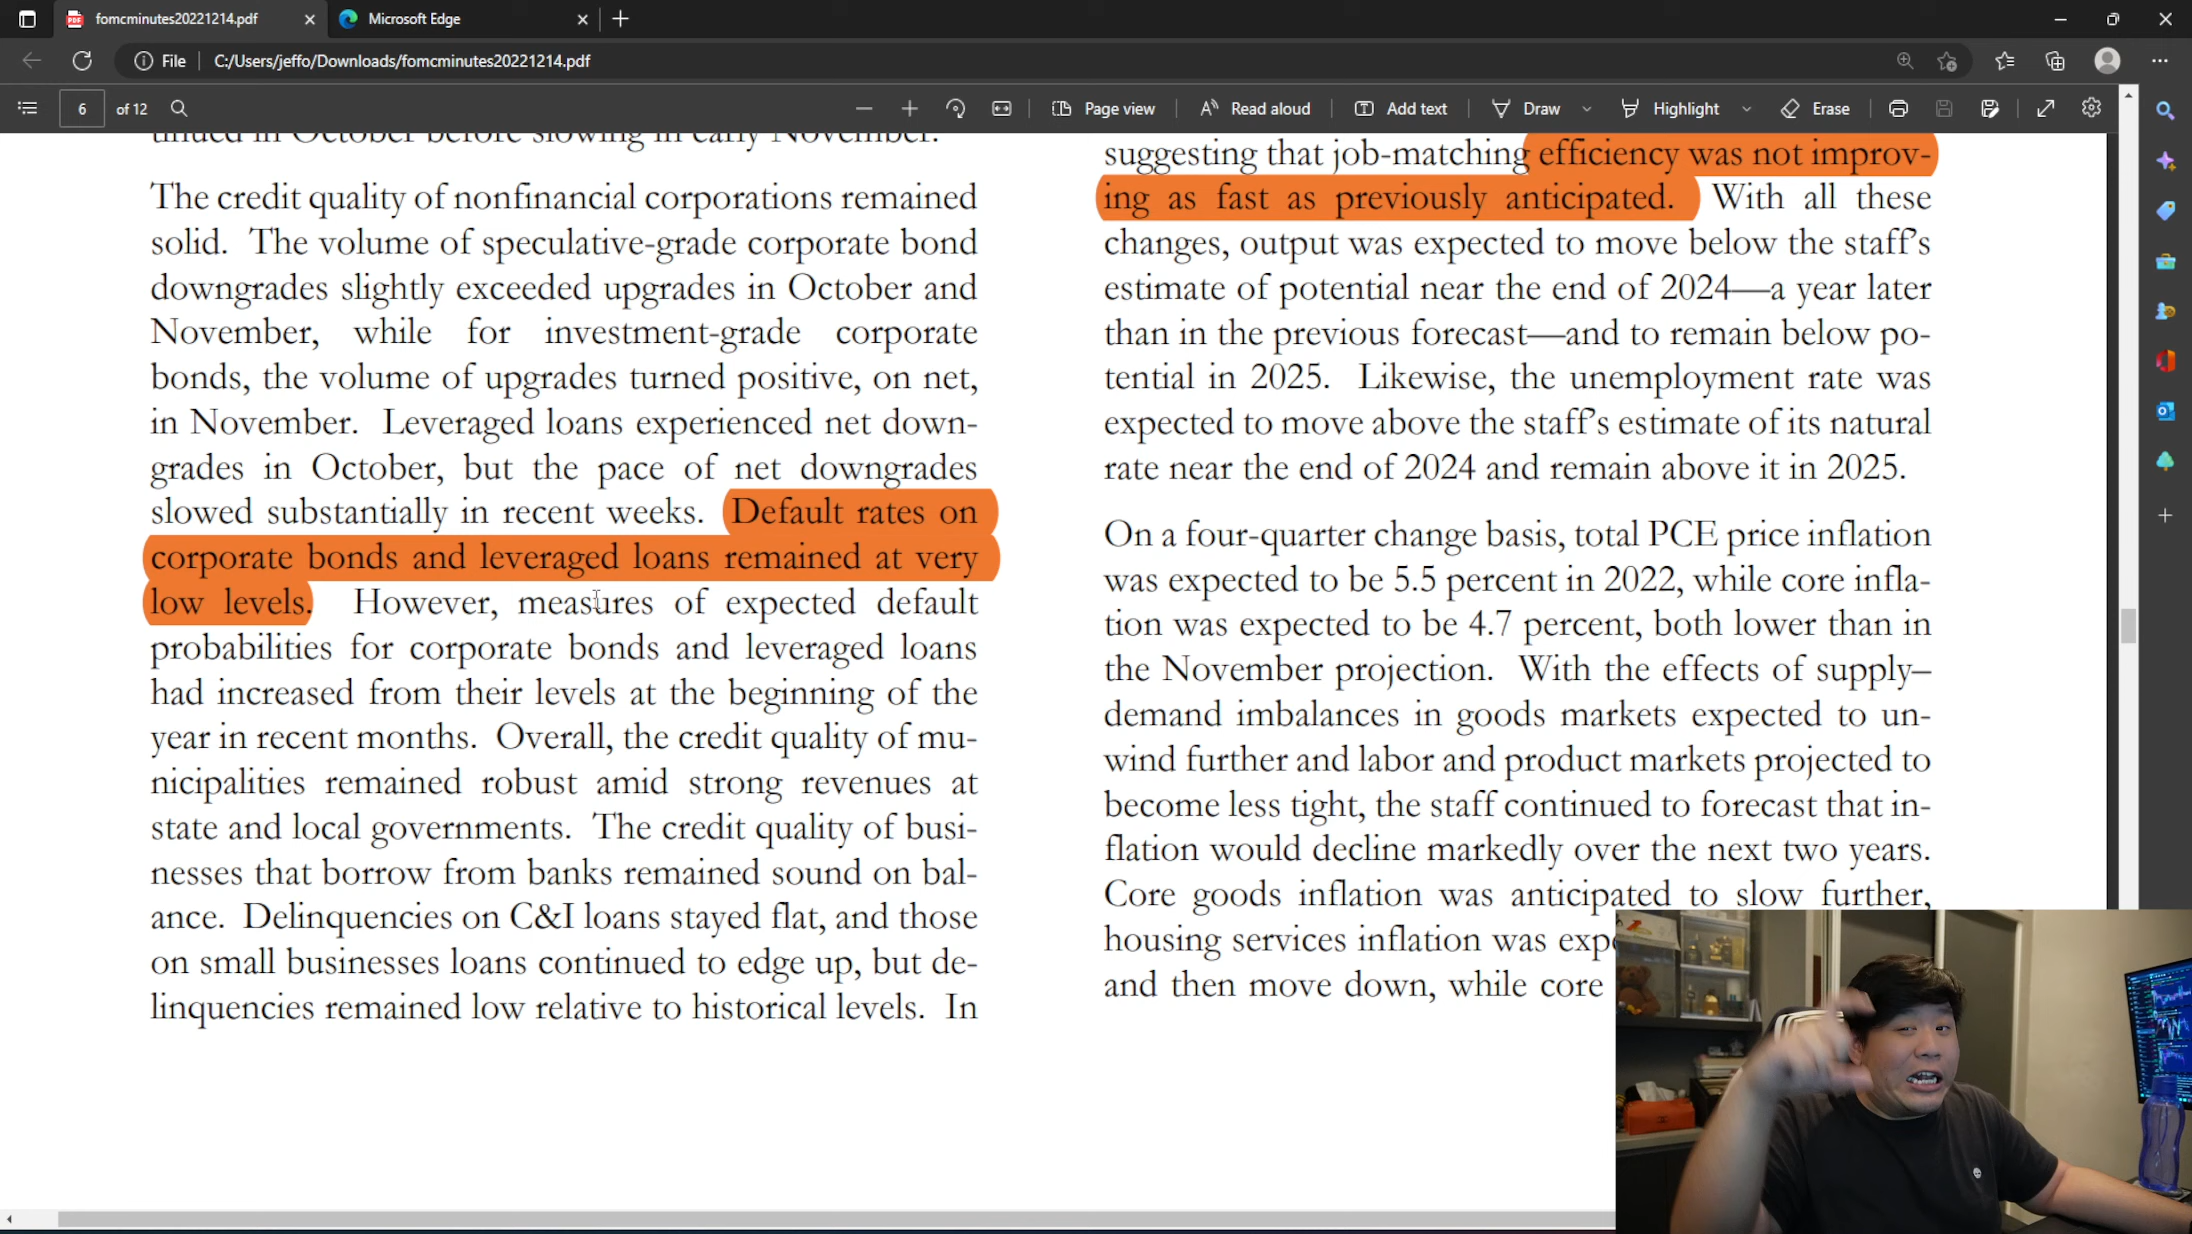 fomcminutes20221214.pdf
Microsoft Edge
File
C:/Users/jeffo/Downloads/fomcminutes20221214.pdf
6 of 12
Page view
Read aloud
Add text
Draw
Highlight
Erase
tinued in October before slowing in early November.
The credit quality of nonfinancial corporations remained
solid. The volume of speculative-grade corporate bond
downgrades slightly exceeded upgrades in October and
November, while for investment-grade corporate
bonds, the volume of upgrades turned positive, on net,
in November. Leveraged loans experienced net down-
grades in October, but the pace of net downgrades
slowed substantially in recent weeks. Default rates on
corporate bonds and leveraged loans remained at very
low levels. However, measures of expected default
probabilities for corporate bonds and leveraged loans
had increased from their levels at the beginning of the
year in recent months. Overall, the credit quality of mu-
nicipalities remained robust amid strong revenues at
state and local governments. The credit quality of busi-
nesses that borrow from banks remained sound on bal-
ance. Delinquencies on C&I loans stayed flat, and those
on small businesses loans continued to edge up, but de-
linquencies remained low relative to historical levels. In
suggesting that job-matching efficiency was not improv-
ing as fast as previously anticipated. With all these
changes, output was expected to move below the staff's
estimate of potential near the end of 2024—a year later
than in the previous forecast—and to remain below po-
tential in 2025. Likewise, the unemployment rate was
expected to move above the staff's estimate of its natural
rate near the end of 2024 and remain above it in 2025.
On a four-quarter change basis, total PCE price inflation
was expected to be 5.5 percent in 2022, while core infla-
tion was expected to be 4.7 percent, both lower than in
the November projection. With the effects of supply–
demand imbalances in goods markets expected to un-
wind further and labor and product markets projected to
become less tight, the staff continued to forecast that in-
flation would decline markedly over the next two years.
Core goods inflation was anticipated to slow further,
housing services inflation was exp
and then move down, while core